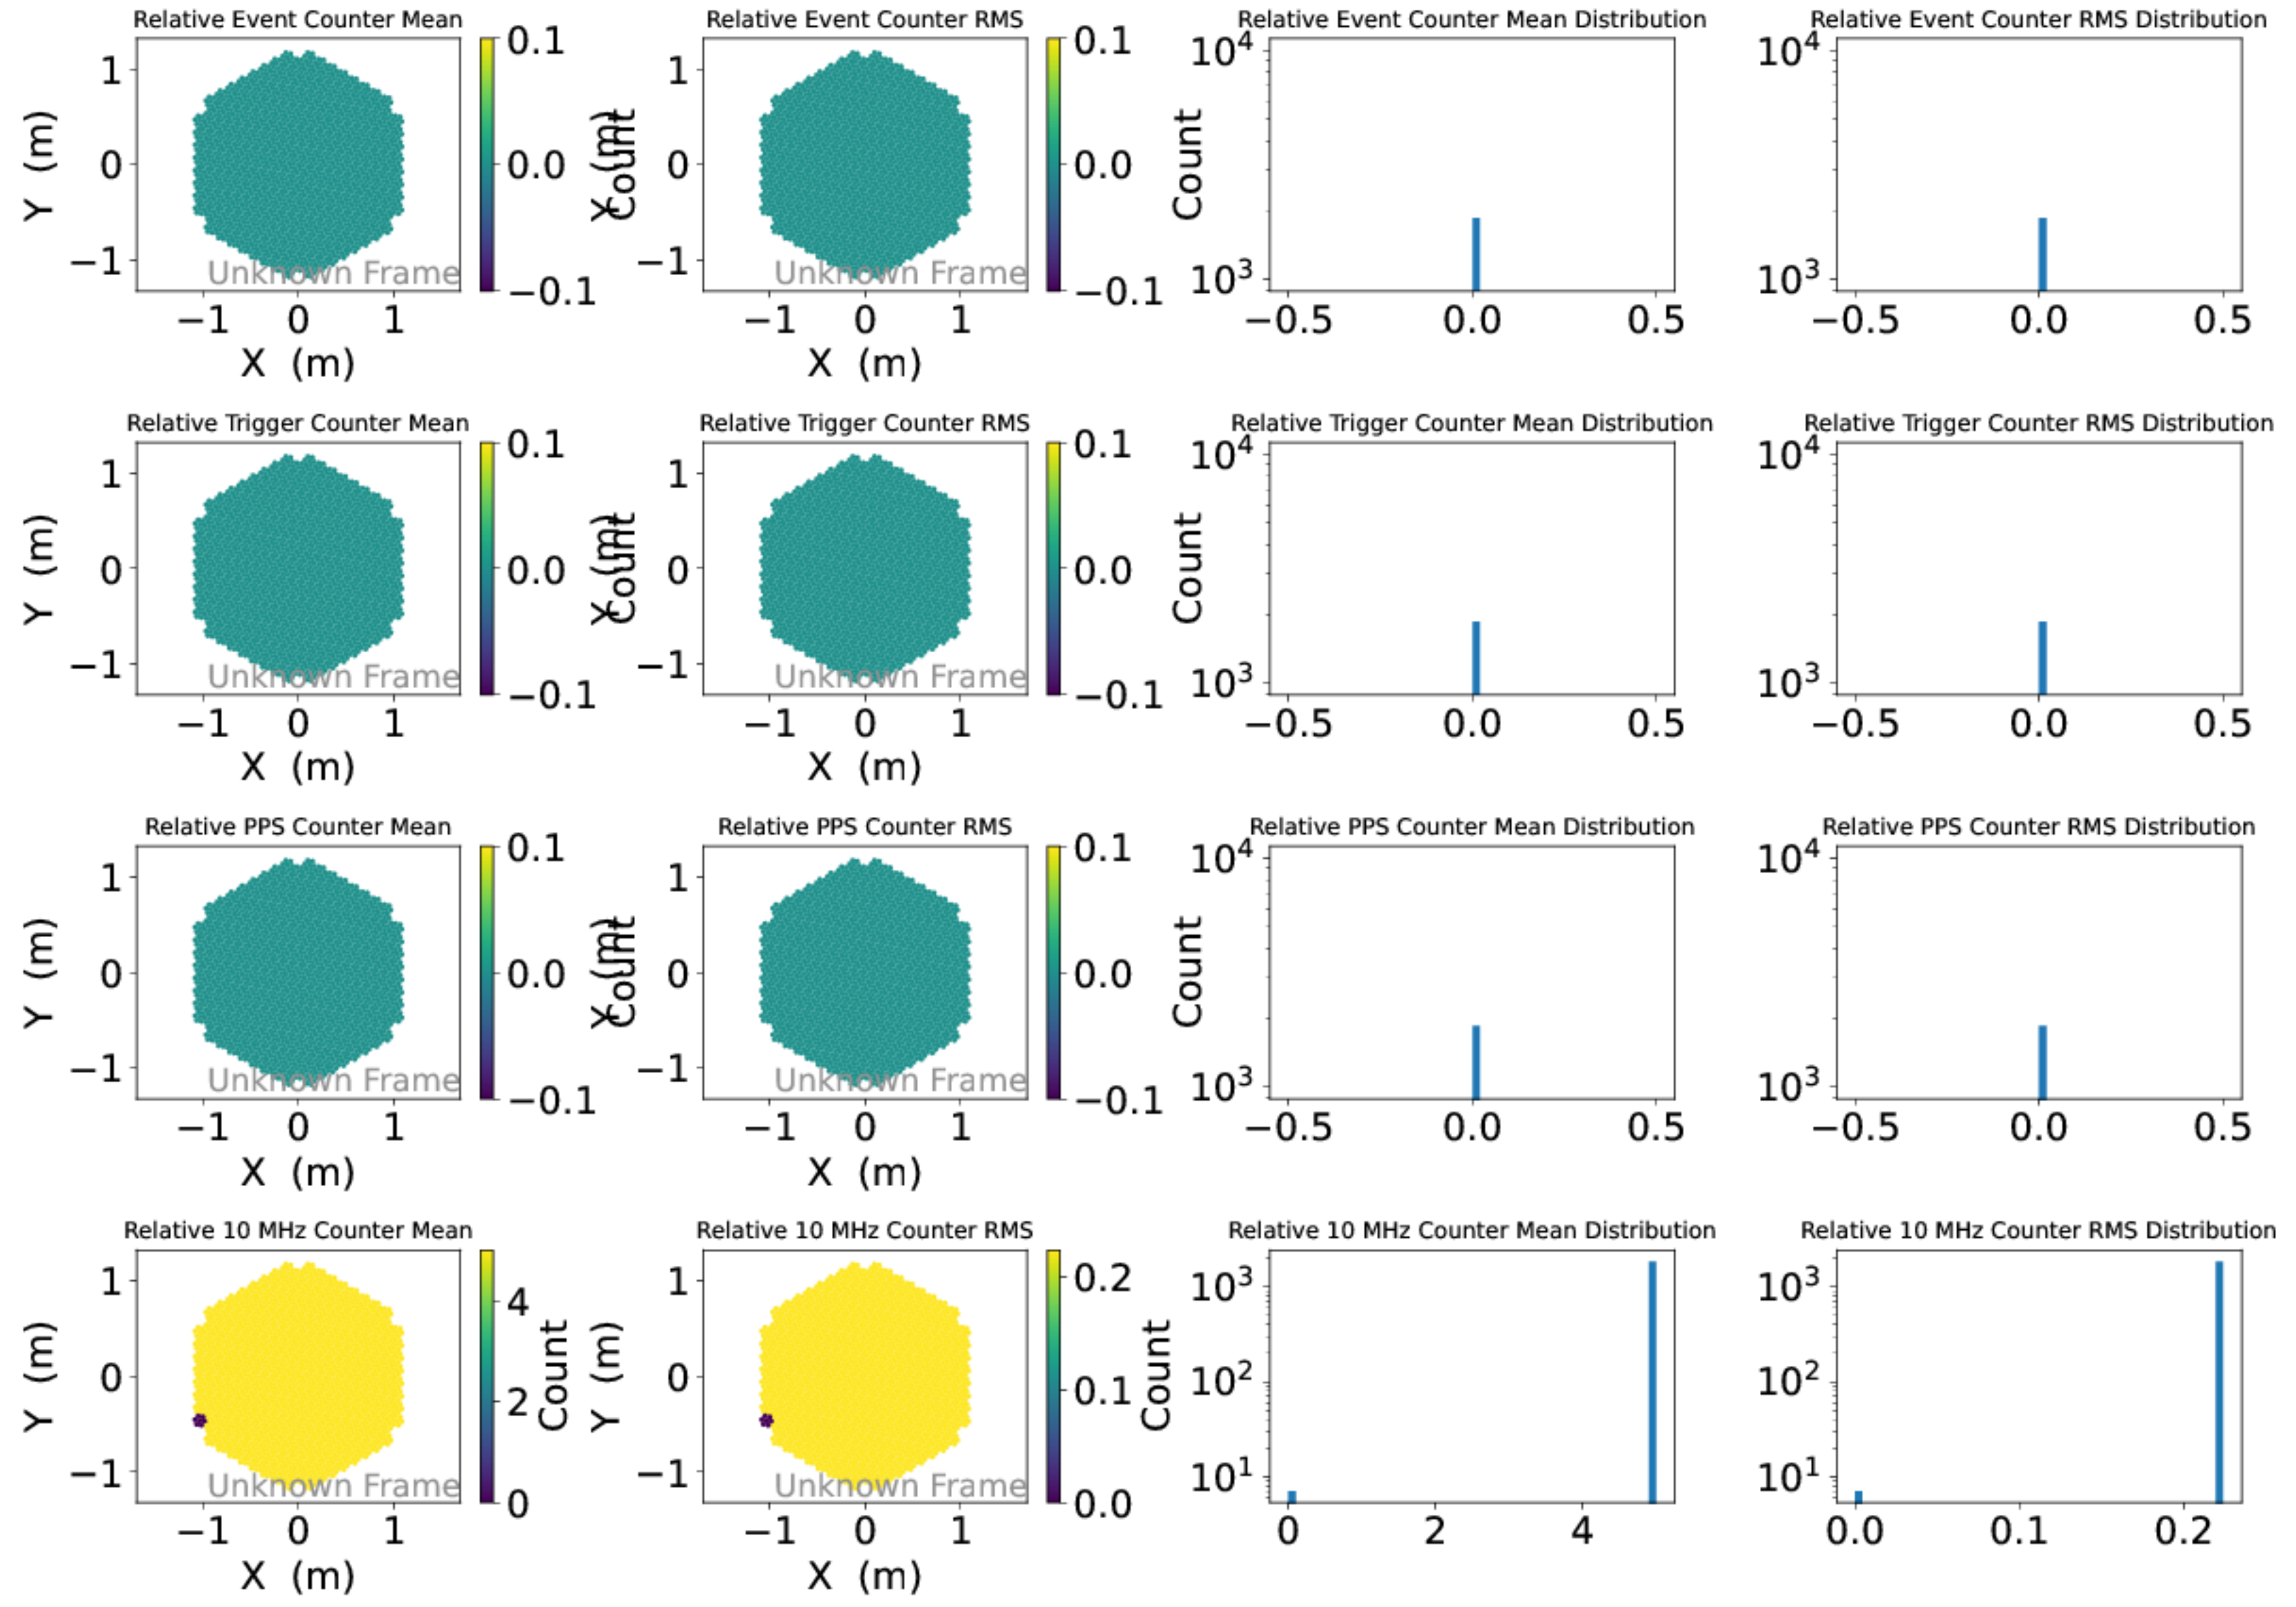 Relative Event Counter Mean
Relative Event Counter RMS
Relative Event Counter Mean Distribution
Relative Event Counter RMS Distribution
Y (m)
1
0
−1
−1 0 1
X (m)
Unknown Frame
0.1
0.0
−0.1
Count
Y (m)
1
0
−1
−1 0 1
X (m)
Unknown Frame
0.1
0.0
−0.1
Count
10⁴
10³
−0.5 0.0 0.5
10⁴
10³
−0.5 0.0 0.5
Relative Trigger Counter Mean
Relative Trigger Counter RMS
Relative Trigger Counter Mean Distribution
Relative Trigger Counter RMS Distribution
Y (m)
1
0
−1
−1 0 1
X (m)
Unknown Frame
0.1
0.0
−0.1
Count
Y (m)
1
0
−1
−1 0 1
X (m)
Unknown Frame
0.1
0.0
−0.1
Count
10⁴
10³
−0.5 0.0 0.5
10⁴
10³
−0.5 0.0 0.5
Relative PPS Counter Mean
Relative PPS Counter RMS
Relative PPS Counter Mean Distribution
Relative PPS Counter RMS Distribution
Y (m)
1
0
−1
−1 0 1
X (m)
Unknown Frame
0.1
0.0
−0.1
Count
Y (m)
1
0
−1
−1 0 1
X (m)
Unknown Frame
0.1
0.0
−0.1
Count
10⁴
10³
−0.5 0.0 0.5
10⁴
10³
−0.5 0.0 0.5
Relative 10 MHz Counter Mean
Relative 10 MHz Counter RMS
Relative 10 MHz Counter Mean Distribution
Relative 10 MHz Counter RMS Distribution
Y (m)
1
0
−1
−1 0 1
X (m)
Unknown Frame
4
2
0
Count
Y (m)
1
0
−1
−1 0 1
X (m)
Unknown Frame
0.2
0.1
0.0
Count
10³
10²
10¹
0 2 4
10³
10²
10¹
0.0 0.1 0.2